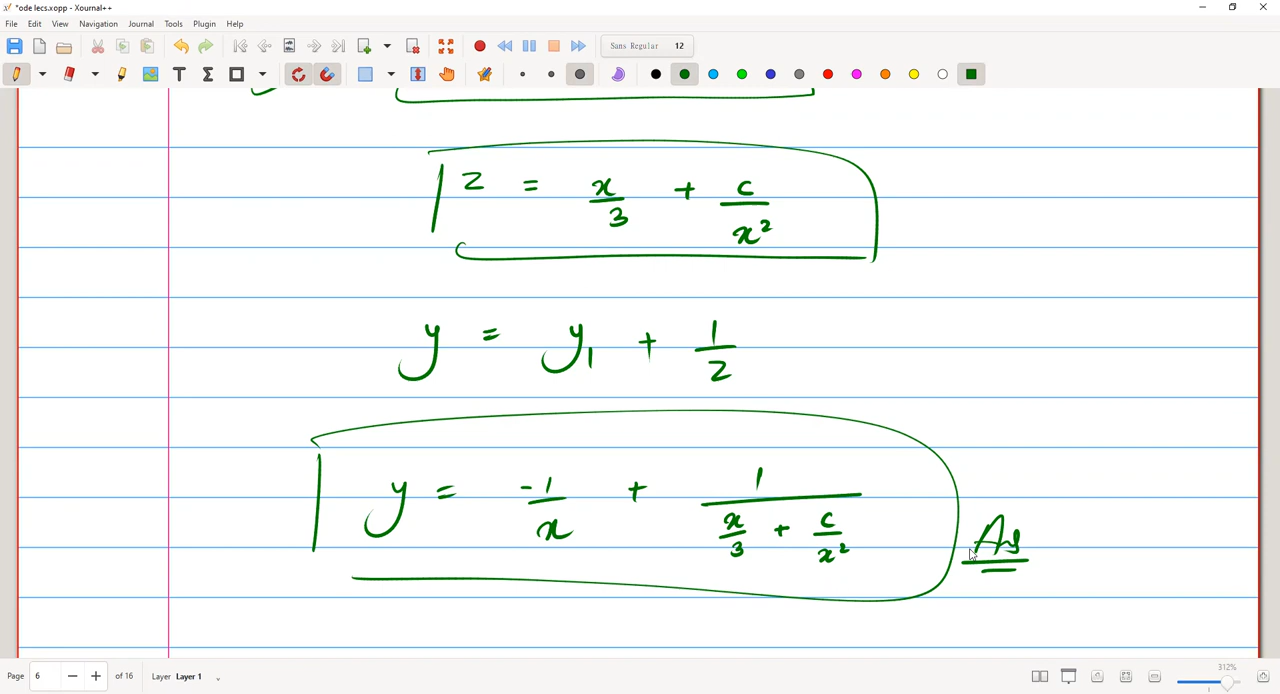 *ode lecs.xopp - Xournal++
File Edit View Navigation Journal Tools Plugin Help
Sans Regular 12
z = x/3 + c/x²
y = y₁ + 1/z
y = -1/x + 1/(x/3 + c/x²) Ans
Page 6 of 16 Layer Layer 1 312%